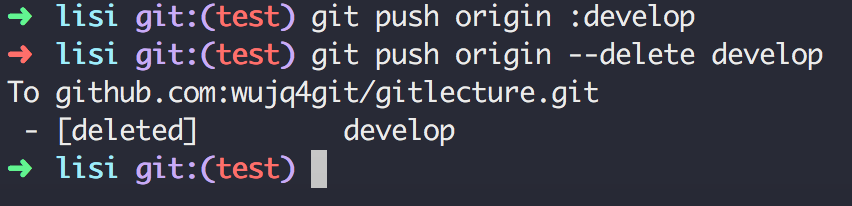 ➜ lisi git:(test) git push origin :develop
➜ lisi git:(test) git push origin --delete develop
To github.com:wujq4git/gitlecture.git
 - [deleted]         develop
➜ lisi git:(test)